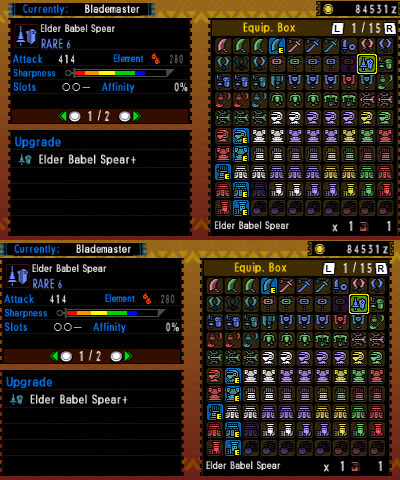 Currently: Blademaster
84531z
Elder Babel Spear
RARE 6
Attack 414 Element 280
Sharpness
Slots ○○— Affinity 0%
1/2
Upgrade
Elder Babel Spear+
Equip. Box L 1/15 R
E
E
E
E
E
E
Elder Babel Spear x 1 1
Currently: Blademaster
84531z
Elder Babel Spear
RARE 6
Attack 414 Element 280
Sharpness
Slots ○○— Affinity 0%
1/2
Upgrade
Elder Babel Spear+
Equip. Box L 1/15 R
E
E
E
E
E
E
Elder Babel Spear x 1 1